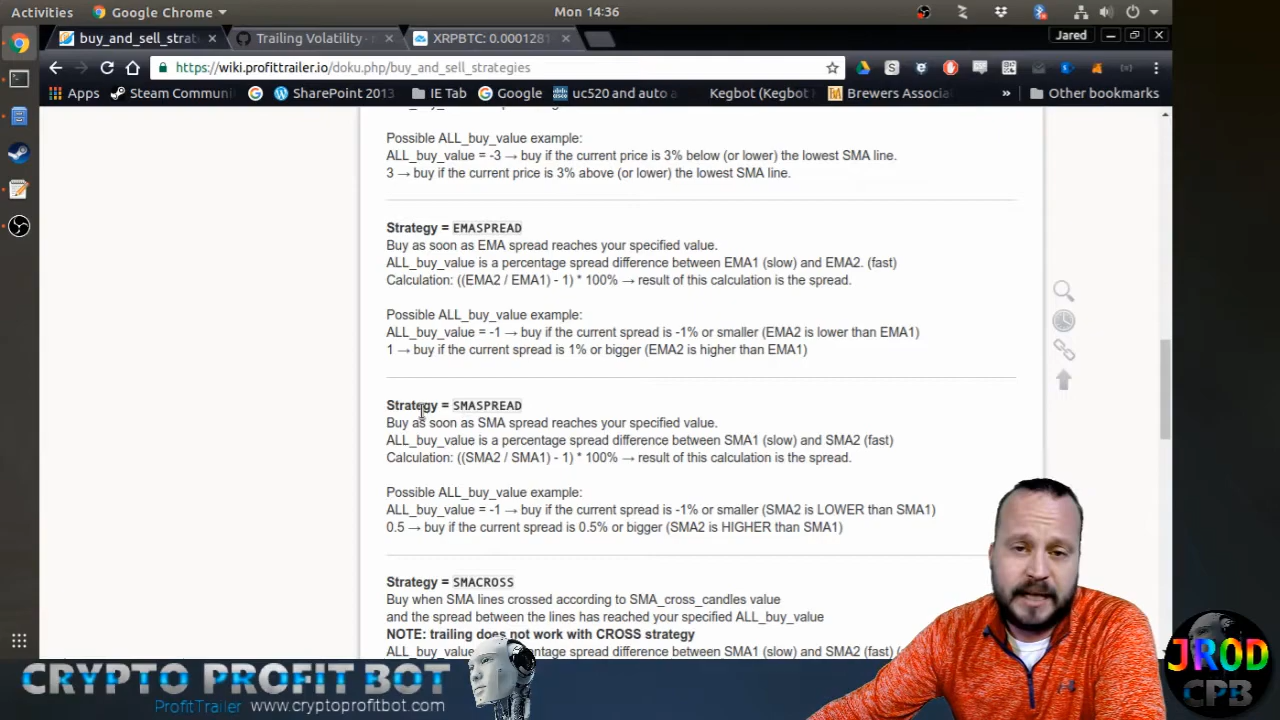 Activities
Google Chrome
Mon 14:36
buy_and_sell_strat
Trailing Volatility -
XRPBTC: 0.0001281
Jared
https://wiki.profittrailer.io/doku.php/buy_and_sell_strategies
Apps
Steam Communi
SharePoint 2013
IE Tab
Google
uc520 and auto a
Kegbot (Kegbot
Brewers Associa
»
Other bookmarks
Possible ALL_buy_value example:
ALL_buy_value = -3 → buy if the current price is 3% below (or lower) the lowest SMA line.
3 → buy if the current price is 3% above (or lower) the lowest SMA line.
Strategy = EMASPREAD
Buy as soon as EMA spread reaches your specified value.
ALL_buy_value is a percentage spread difference between EMA1 (slow) and EMA2. (fast)
Calculation: ((EMA2 / EMA1) - 1) * 100% → result of this calculation is the spread.
Possible ALL_buy_value example:
ALL_buy_value = -1 → buy if the current spread is -1% or smaller (EMA2 is lower than EMA1)
1 → buy if the current spread is 1% or bigger (EMA2 is higher than EMA1)
Strategy = SMASPREAD
Buy as soon as SMA spread reaches your specified value.
ALL_buy_value is a percentage spread difference between SMA1 (slow) and SMA2 (fast)
Calculation: ((SMA2 / SMA1) - 1) * 100% → result of this calculation is the spread.
Possible ALL_buy_value example:
ALL_buy_value = -1 → buy if the current spread is -1% or smaller (SMA2 is LOWER than SMA1)
0.5 → buy if the current spread is 0.5% or bigger (SMA2 is HIGHER than SMA1)
Strategy = SMACROSS
Buy when SMA lines crossed according to SMA_cross_candles value
and the spread between the lines has reached your specified ALL_buy_value
NOTE: trailing does not work with CROSS strategy
ALL_buy_ percentage spread difference between SMA1 (slow) and SMA2 (fast) (
CRYPTO PROFIT BOT
ProfitTrailer www.cryptoprofitbot.com
JROD
CPB